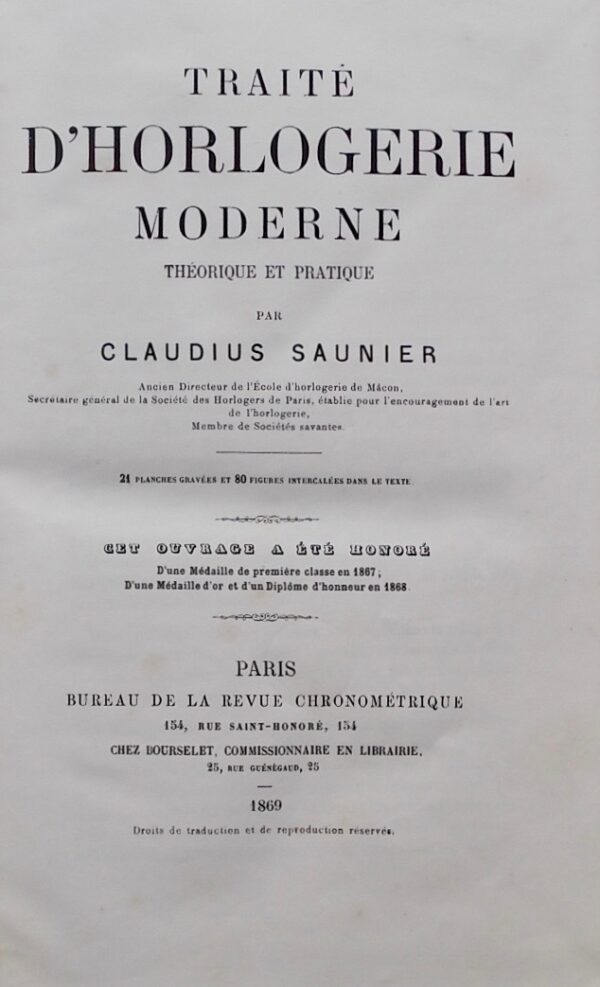 TRAITÉ
D'HORLOGERIE
MODERNE
THÉORIQUE ET PRATIQUE
PAR
CLAUDIUS SAUNIER
Ancien Directeur de l'École d'horlogerie de Mâcon,
Secrétaire général de la Société des Horlogers de Paris, établie pour l'encouragement de l'art
de l'horlogerie,
Membre de Sociétés savantes.
21 PLANCHES GRAVÉES ET 80 FIGURES INTERCALÉES DANS LE TEXTE.
CET OUVRAGE A ÉTÉ HONORÉ
D'une Médaille de première classe en 1867;
D'une Médaille d'or et d'un Diplôme d'honneur en 1868.
PARIS
BUREAU DE LA REVUE CHRONOMÉTRIQUE
154, RUE SAINT-HONORÉ, 154
CHEZ BOURSELET, COMMISSIONNAIRE EN LIBRAIRIE,
25, RUE GUÉNÉGAUD, 25
1869
Droits de traduction et de reproduction réservés.